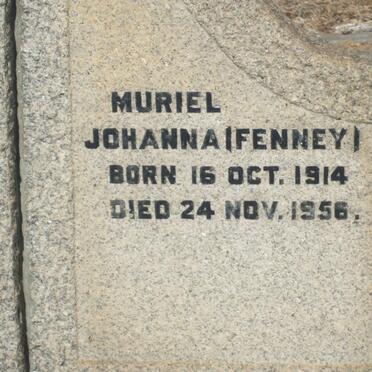 MURIEL
JOHANNA (FENNEY)
BORN 16 OCT. 1914
DIED 24 NOV. 1956.